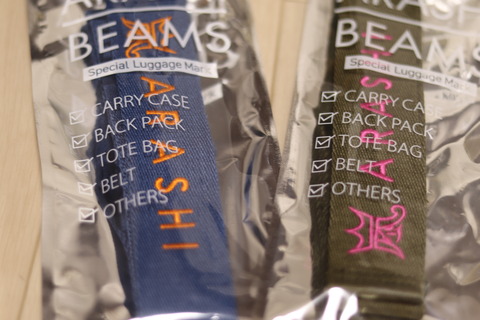 BEAMS
Special Luggage Mark
CARRY CASE
BACK PACK
TOTE BAG
BELT
OTHERS
ARASHI
BEAMS
Special Luggage Mark
CARRY CASE
BACK PACK
TOTE BAG
BELT
OTHERS
ARASHI